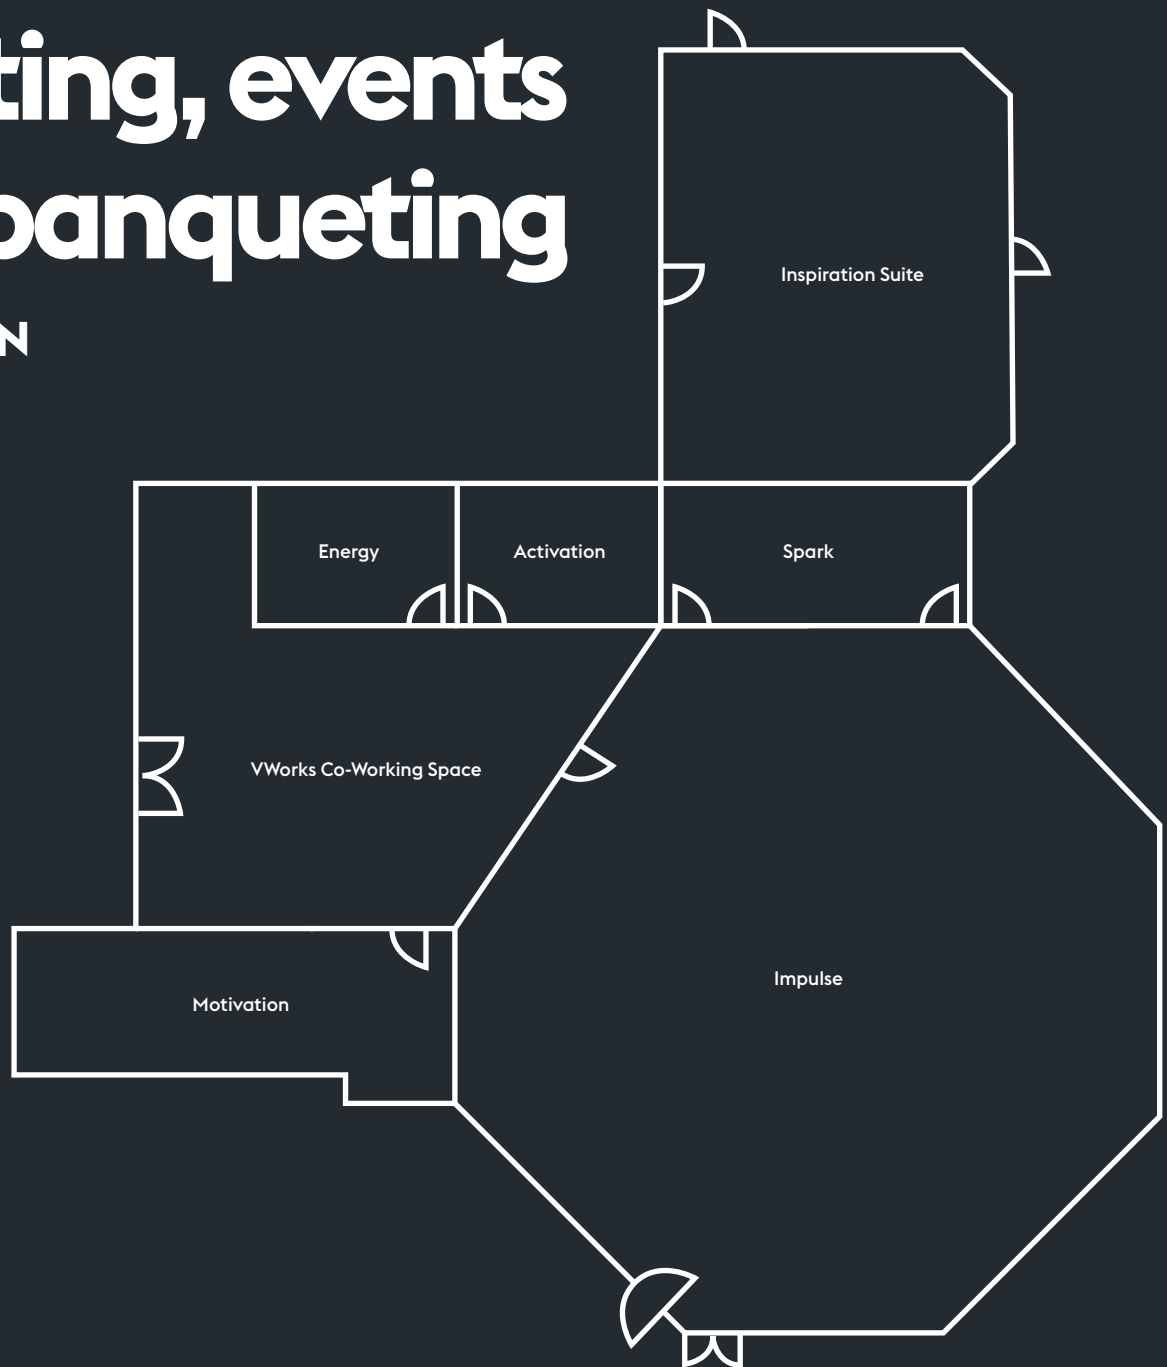 ting, events
banqueting
N
Inspiration Suite
Energy
Activation
Spark
VWorks Co-Working Space
Impulse
Motivation